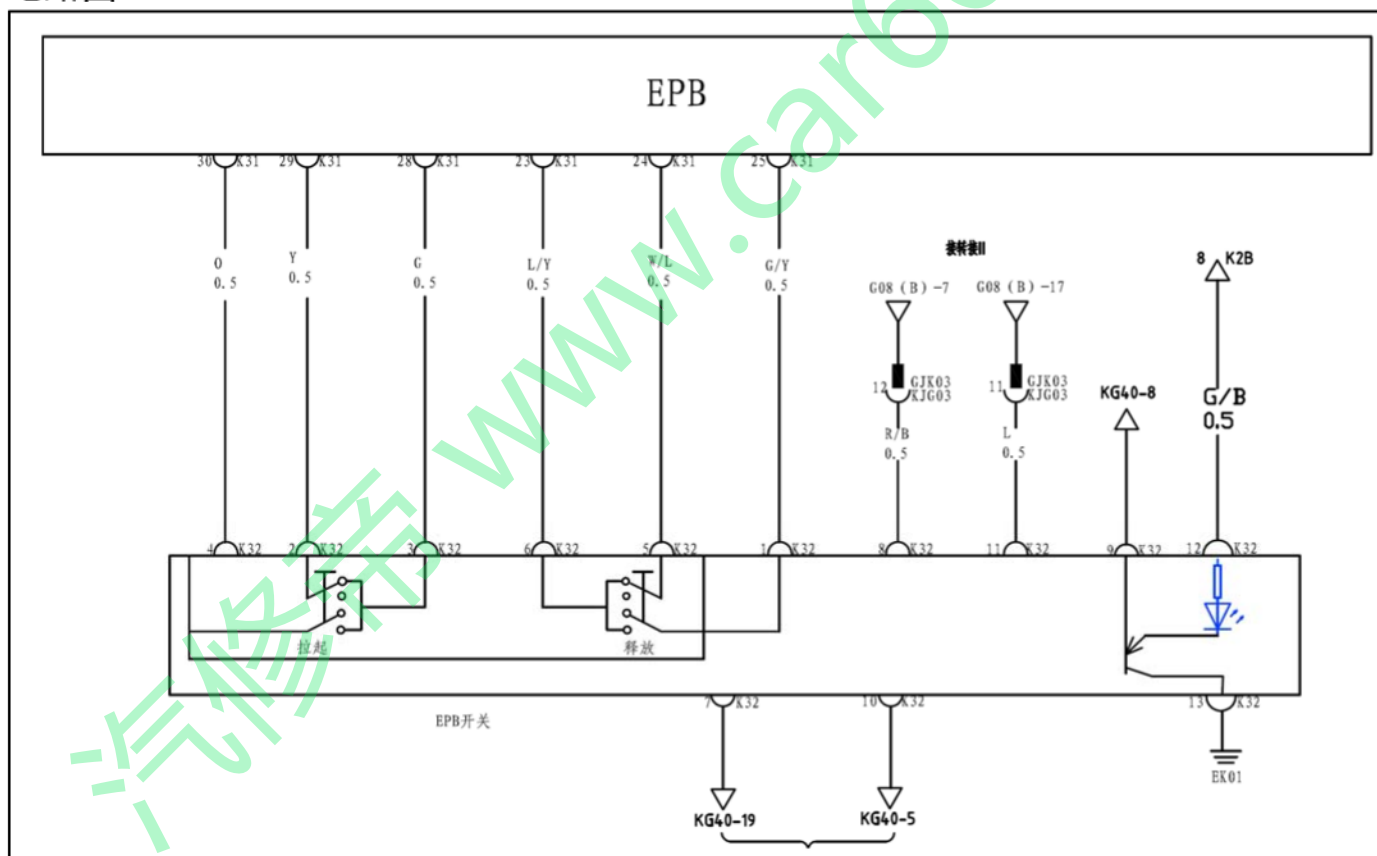 EPB
30 K31 29 K31 28 K31 23 K31 24 K31 25 K31
O
0.5
Y
0.5
G
0.5
L/Y
0.5
W/L
0.5
G/Y
0.5
G08(B)-7
G08(B)-17
8 K2B
12 GJK03
KJG03
11 GJK03
KJG03
KG40-8
G/B
0.5
R/B
0.5
L
0.5
4 K32 2 K32 3 K32 6 K32 5 K32 1 K32 8 K32 11 K32 9 K32 12 K32
拉起
释放
7 K32 10 K32 13 K32
EPB开关
EK01
KG40-19
KG40-5
汽修帝 www.car6